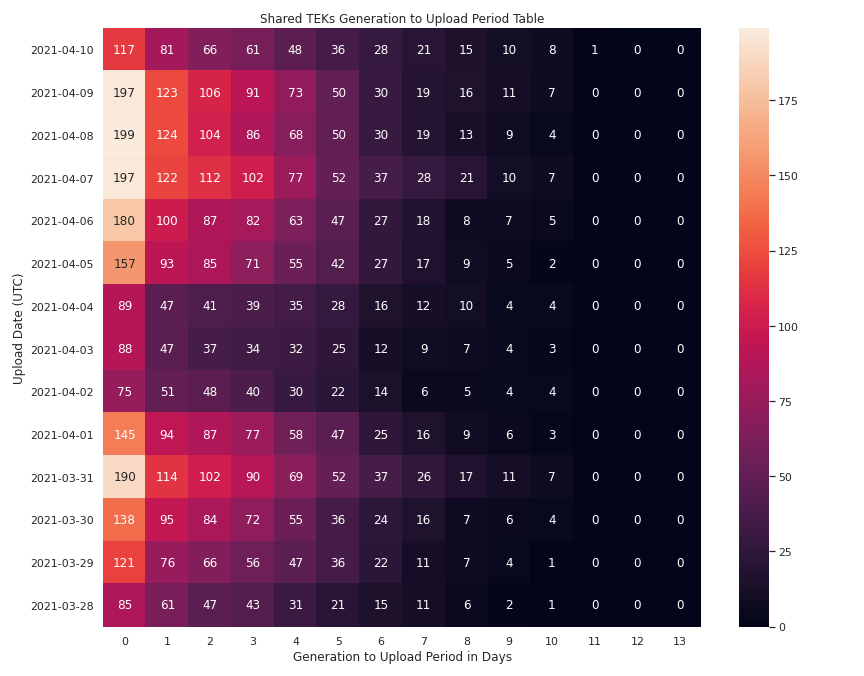 Shared TEKs Generation to Upload Period Table
Upload Date (UTC)
2021-04-10 117 81 66 61 48 36 28 21 15 10 8 1 0 0
2021-04-09 197 123 106 91 73 50 30 19 16 11 7 0 0 0
2021-04-08 199 124 104 86 68 50 30 19 13 9 4 0 0 0
2021-04-07 197 122 112 102 77 52 37 28 21 10 7 0 0 0
2021-04-06 180 100 87 82 63 47 27 18 8 7 5 0 0 0
2021-04-05 157 93 85 71 55 42 27 17 9 5 2 0 0 0
2021-04-04 89 47 41 39 35 28 16 12 10 4 4 0 0 0
2021-04-03 88 47 37 34 32 25 12 9 7 4 3 0 0 0
2021-04-02 75 51 48 40 30 22 14 6 5 4 4 0 0 0
2021-04-01 145 94 87 77 58 47 25 16 9 6 3 0 0 0
2021-03-31 190 114 102 90 69 52 37 26 17 11 7 0 0 0
2021-03-30 138 95 84 72 55 36 24 16 7 6 4 0 0 0
2021-03-29 121 76 66 56 47 36 22 11 7 4 1 0 0 0
2021-03-28 85 61 47 43 31 21 15 11 6 2 1 0 0 0
0 1 2 3 4 5 6 7 8 9 10 11 12 13
Generation to Upload Period in Days
175
150
125
100
75
50
25
0